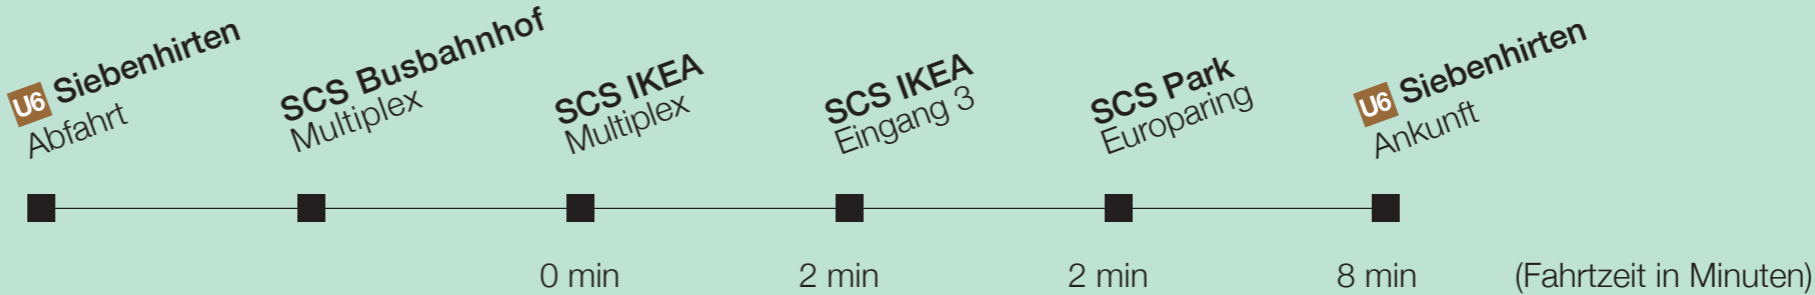 U6 Siebenhirten
Abfahrt
SCS Busbahnhof
Multiplex
SCS IKEA
Multiplex
SCS IKEA
Eingang 3
SCS Park
Europaring
U6 Siebenhirten
Ankunft
0 min 2 min 2 min 8 min (Fahrtzeit in Minuten)